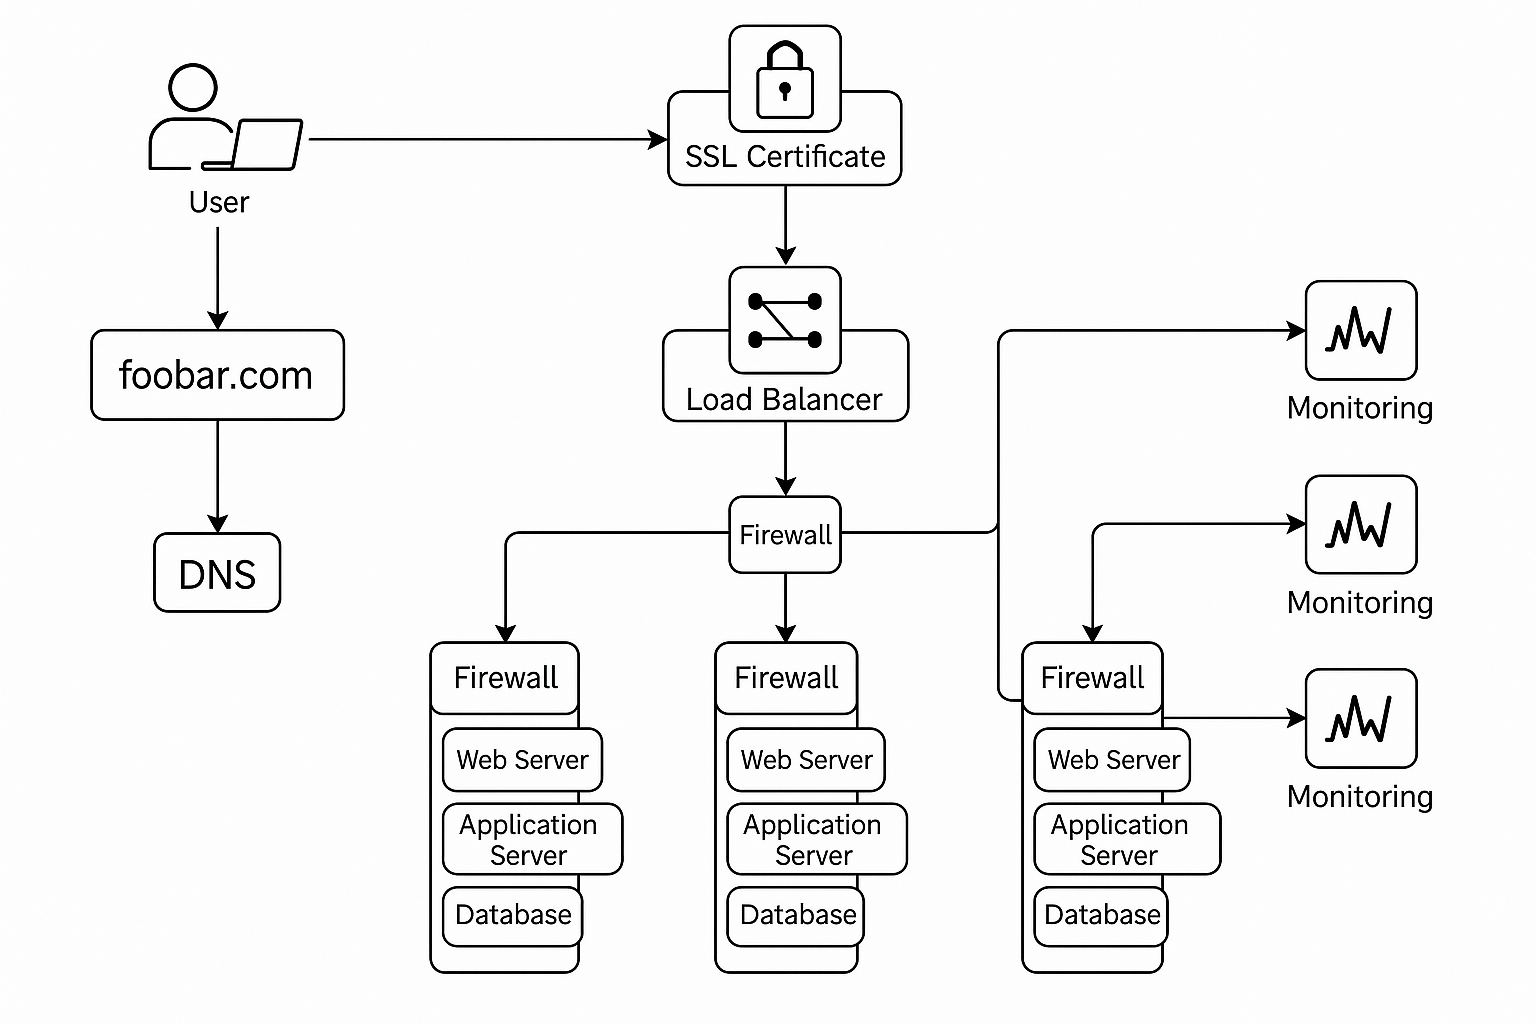 User
SSL Certificate
foobar.com
Load Balancer
Monitoring
DNS
Firewall
Monitoring
Firewall
Web Server
Application
Server
Database
Firewall
Web Server
Application
Server
Database
Firewall
Web Server
Application
Server
Database
Monitoring